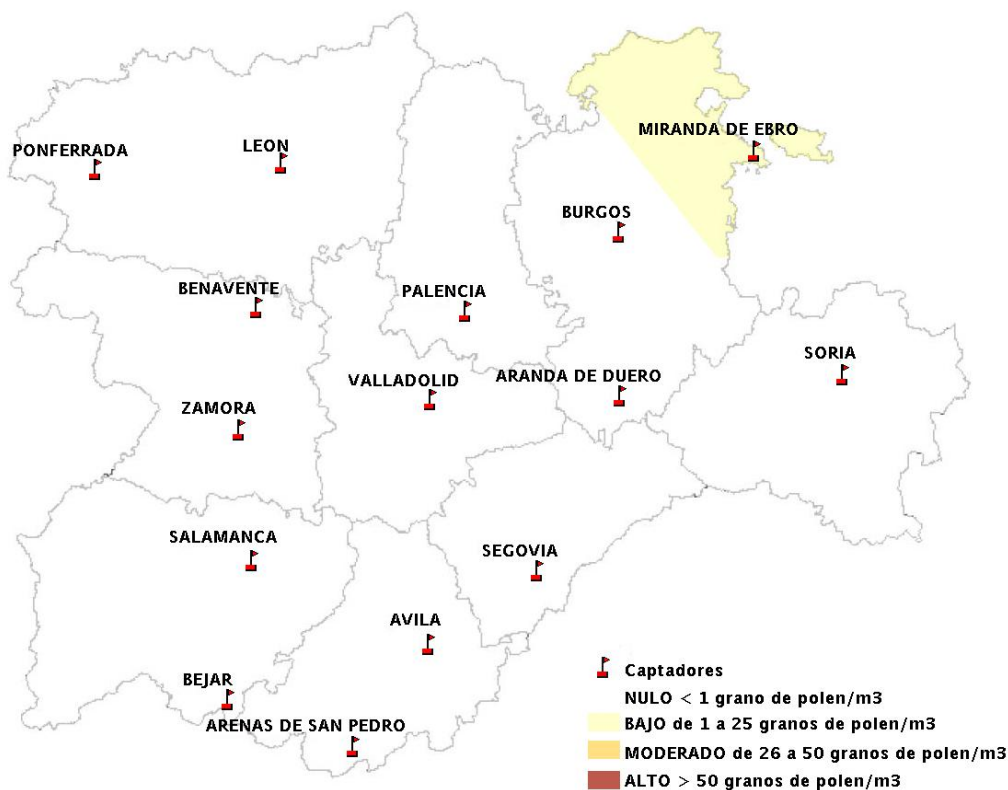 MIRANDA DE EBRO
PONFERRADA
LEON
BURGOS
BENAVENTE
PALENCIA
SORIA
VALLADOLID
ARANDA DE DUERO
ZAMORA
SALAMANCA
SEGOVIA
AVILA
BEJAR
ARENAS DE SAN PEDRO
Captadores
NULO < 1 grano de polen/m3
BAJO de 1 a 25 granos de polen/m3
MODERADO de 26 a 50 granos de polen/m3
ALTO > 50 granos de polen/m3